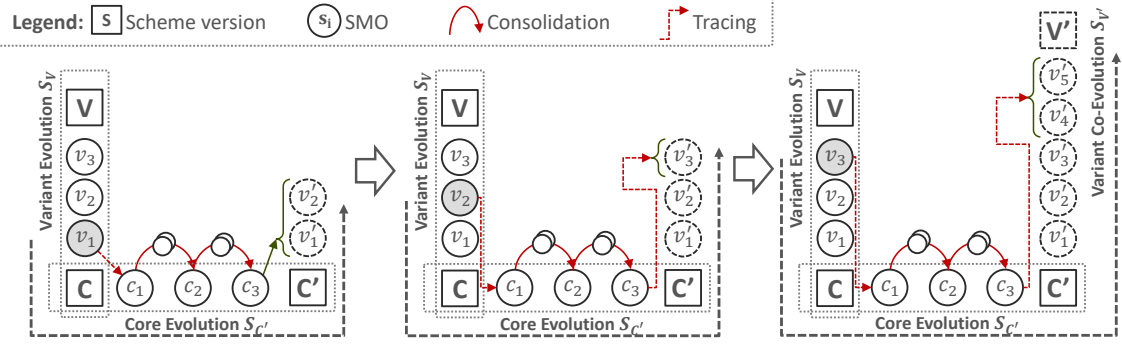 Legend: S Scheme version s_i SMO Consolidation Tracing
Variant Evolution S_V
V
v_3
v_2
v_1
v'_2
v'_1
C c_1 c_2 c_3 C'
Core Evolution S_C'
Variant Evolution S_V
V
v_3
v_2
v_1
v'_3
v'_2
v'_1
C c_1 c_2 c_3 C'
Core Evolution S_C'
Variant Evolution S_V
V
v_3
v_2
v_1
V'
v'_5
v'_4
v'_3
v'_2
v'_1
Variant Co-Evolution S_V'
C c_1 c_2 c_3 C'
Core Evolution S_C'